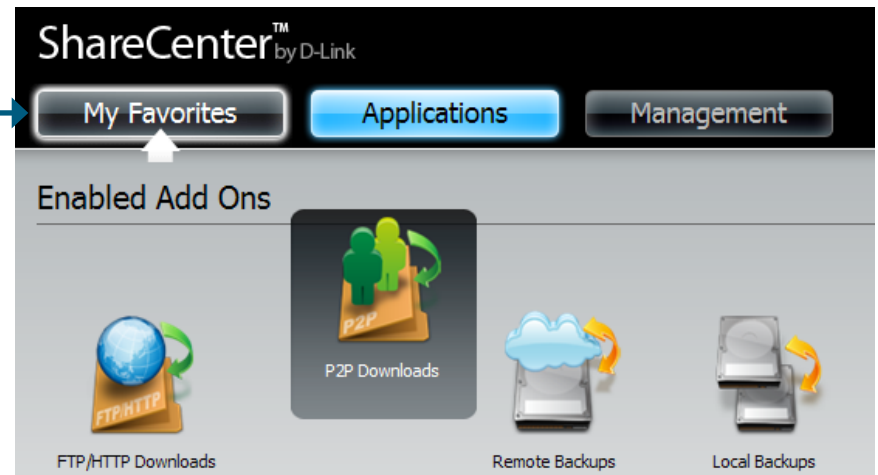 ShareCenter™ by D-Link
My Favorites Applications Management
Enabled Add Ons
P2P
P2P Downloads
FTP/HTTP
FTP/HTTP Downloads Remote Backups Local Backups